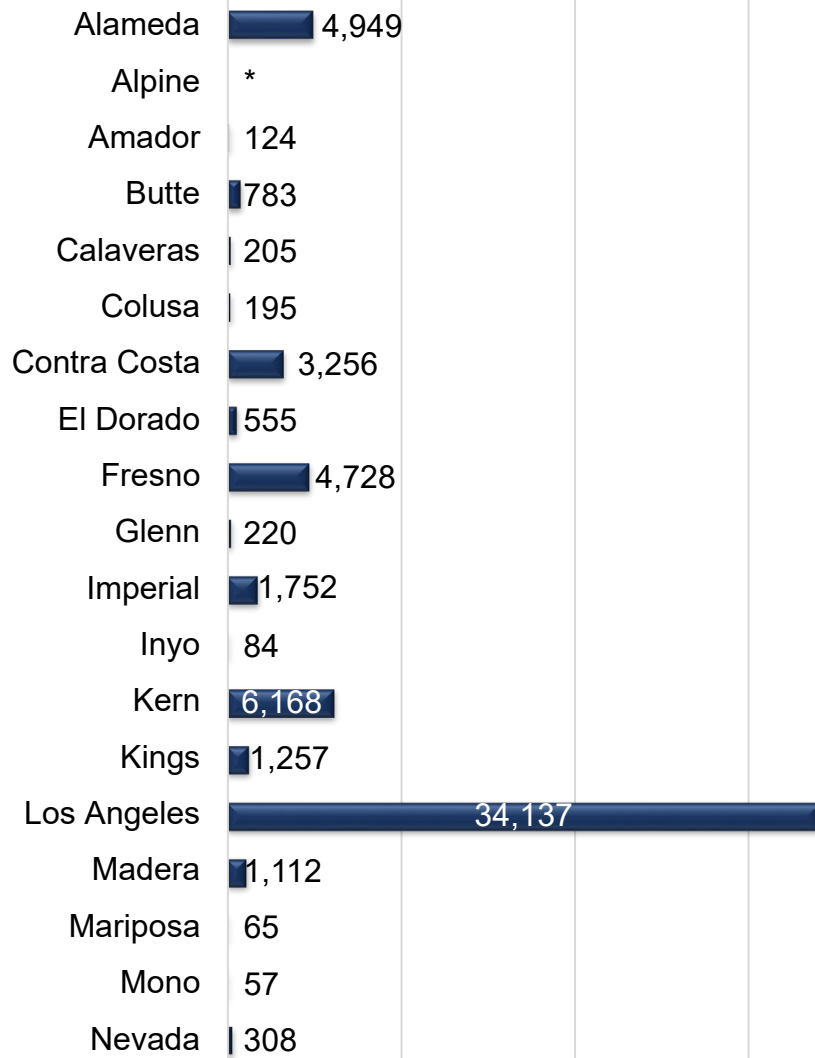 Alameda 4,949
Alpine *
Amador 124
Butte 783
Calaveras 205
Colusa 195
Contra Costa 3,256
El Dorado 555
Fresno 4,728
Glenn 220
Imperial 1,752
Inyo 84
Kern 6,168
Kings 1,257
Los Angeles 34,137
Madera 1,112
Mariposa 65
Mono 57
Nevada 308